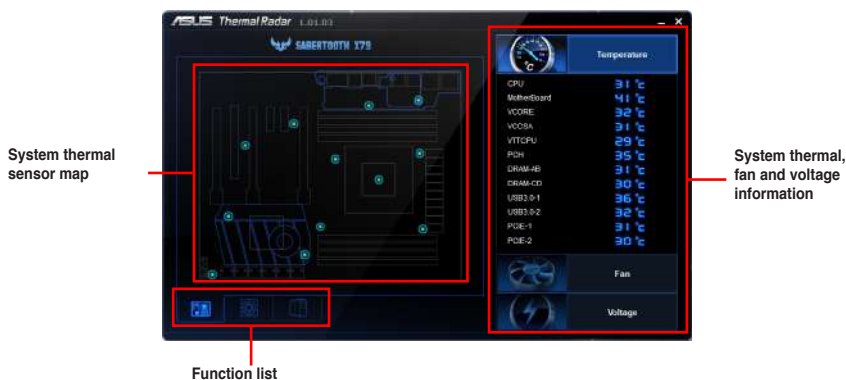 ASUS Thermal Radar 1.01.03
SABERTOOTH X79
System thermal
sensor map
Temperature
°C
CPU 31 °c
MotherBoard 41 °c
VCORE 32 °c
VCCSA 31 °c
VTTCPU 29 °c
PCH 35 °c
DRAM-AB 31 °c
DRAM-CD 30 °c
USB3.0-1 36 °c
USB3.0-2 32 °c
PCIE-1 31 °c
PCIE-2 30 °c
Fan
Voltage
System thermal,
fan and voltage
information
Function list